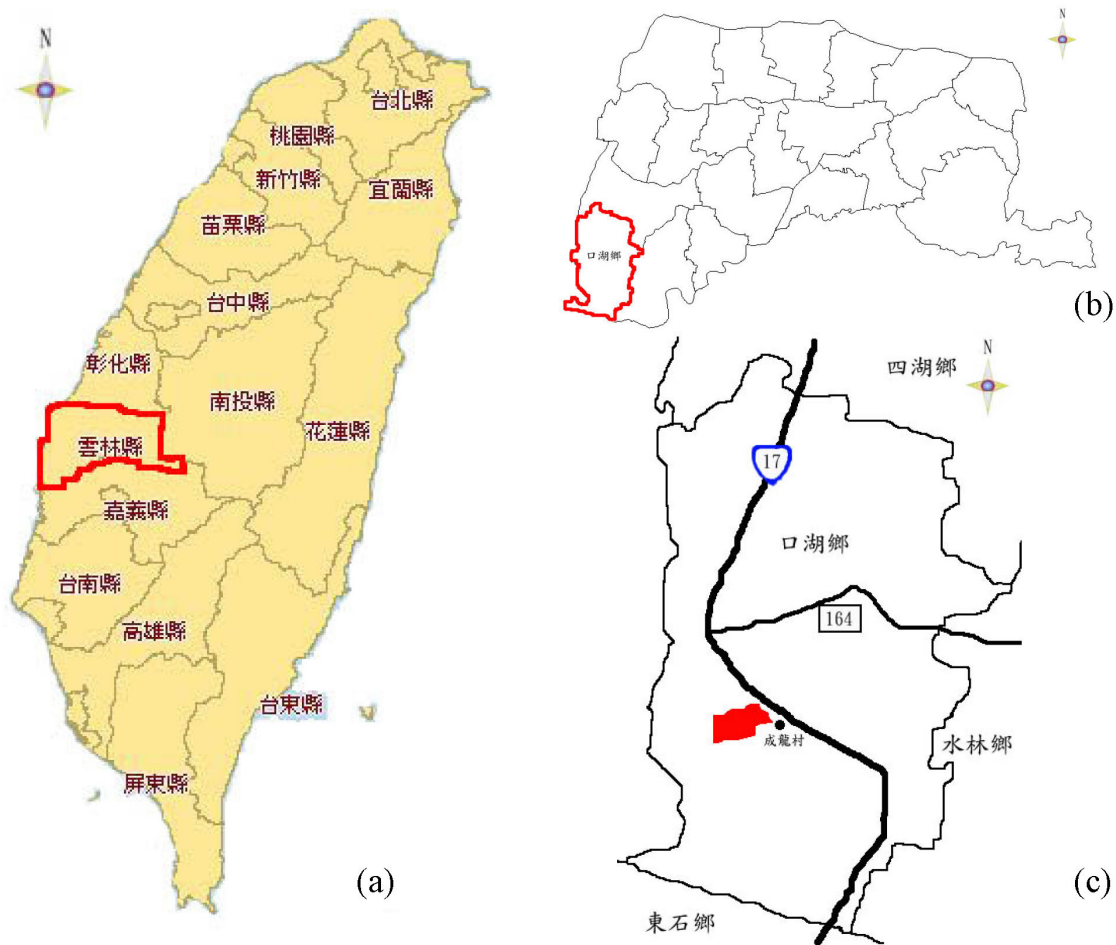 N
台北縣
桃園縣
新竹縣
宜蘭縣
苗栗縣
台中縣
彰化縣
南投縣
花蓮縣
雲林縣
嘉義縣
台南縣
高雄縣
台東縣
屏東縣
(a)
N
口湖鄉
(b)
N
四湖鄉
17
口湖鄉
164
成龍村
水林鄉
東石鄉
(c)